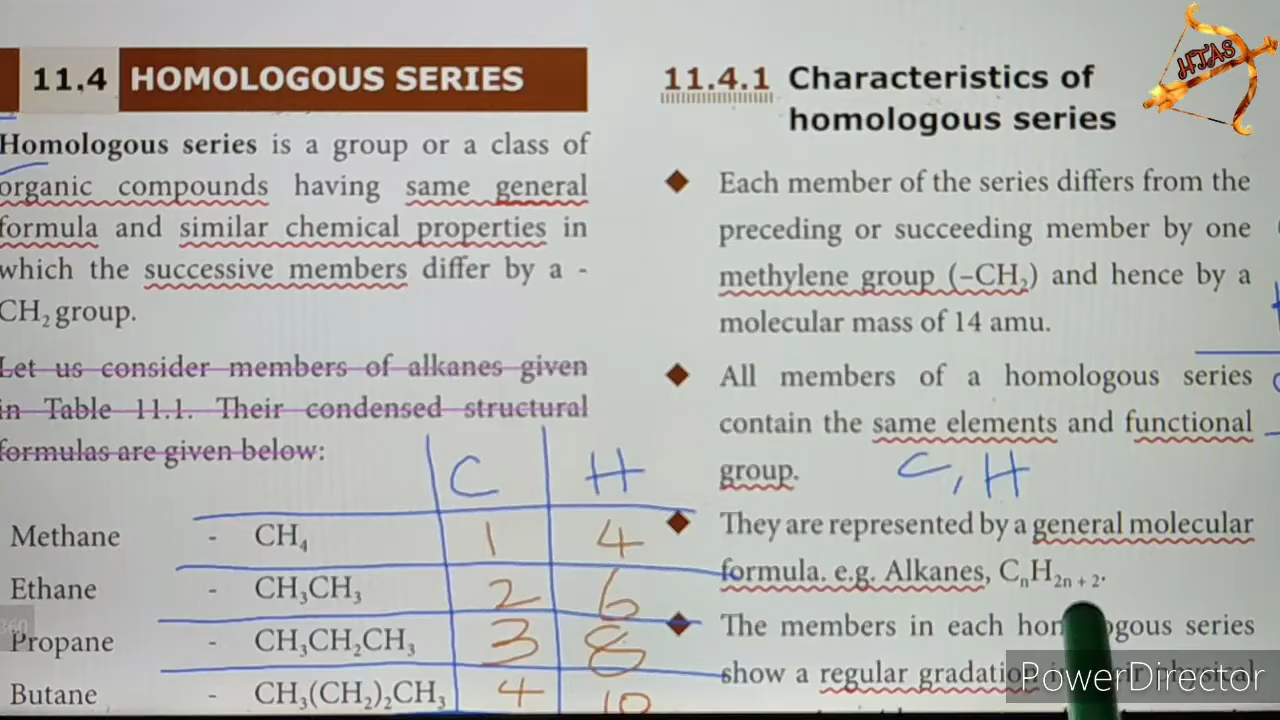 11.4 HOMOLOGOUS SERIES
Homologous series is a group or a class of
organic compounds having same general
formula and similar chemical properties in
which the successive members differ by a -
CH₂ group.
Let us consider members of alkanes given
in Table 11.1. Their condensed structural
formulas are given below:
C H
Methane - CH₄ 1 4
Ethane - CH₃CH₃ 2 6
Propane - CH₃CH₂CH₃ 3 8
Butane - CH₃(CH₂)₂CH₃ 4 10
360
11.4.1 Characteristics of
homologous series
◆ Each member of the series differs from the
preceding or succeeding member by one
methylene group (–CH₂) and hence by a
molecular mass of 14 amu.
◆ All members of a homologous series
contain the same elements and functional
group. C, H
◆ They are represented by a general molecular
formula. e.g. Alkanes, CₙH₂ₙ₊₂.
◆ The members in each series
show a regular gradation physical
HTAS
PowerDirector